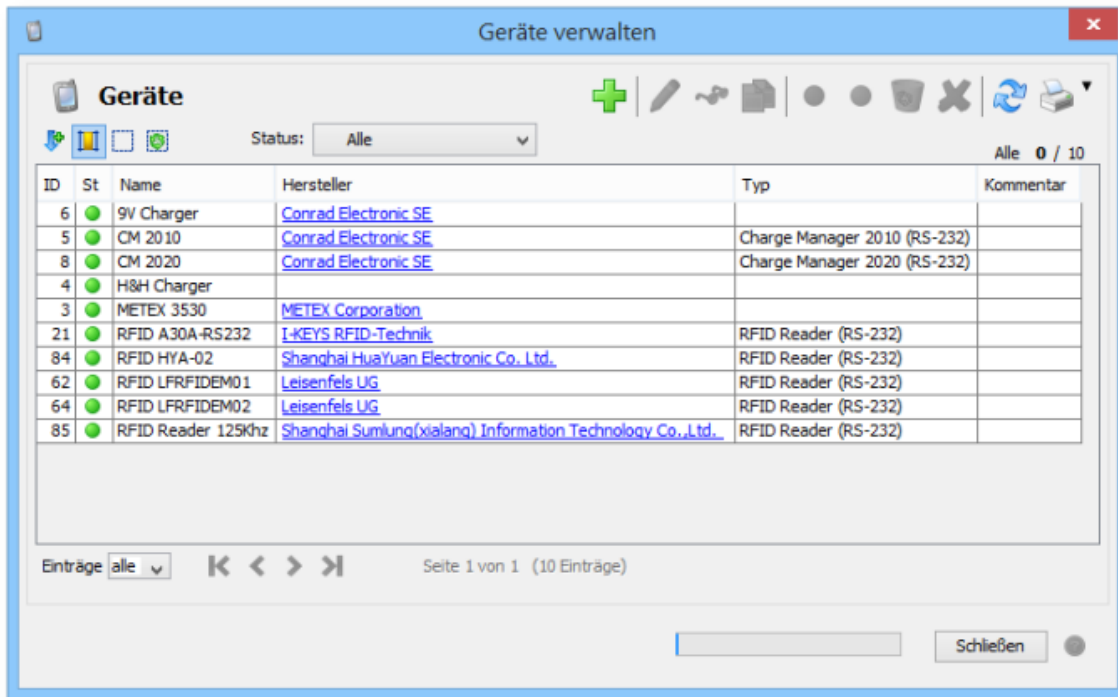 Geräte verwalten
Geräte
Status: Alle
Alle 0 / 10
ID St Name Hersteller Typ Kommentar
6 9V Charger Conrad Electronic SE
5 CM 2010 Conrad Electronic SE Charge Manager 2010 (RS-232)
8 CM 2020 Conrad Electronic SE Charge Manager 2020 (RS-232)
4 H&H Charger
3 METEX 3530 METEX Corporation
21 RFID A30A-RS232 I-KEYS RFID-Technik RFID Reader (RS-232)
84 RFID HYA-02 Shanghai HuaYuan Electronic Co. Ltd. RFID Reader (RS-232)
62 RFID LFRFIDEM01 Leisenfels UG RFID Reader (RS-232)
64 RFID LFRFIDEM02 Leisenfels UG RFID Reader (RS-232)
85 RFID Reader 125Khz Shanghai Sumlung(xialang) Information Technology Co.,Ltd. RFID Reader (RS-232)
Einträge alle Seite 1 von 1 (10 Einträge)
Schließen